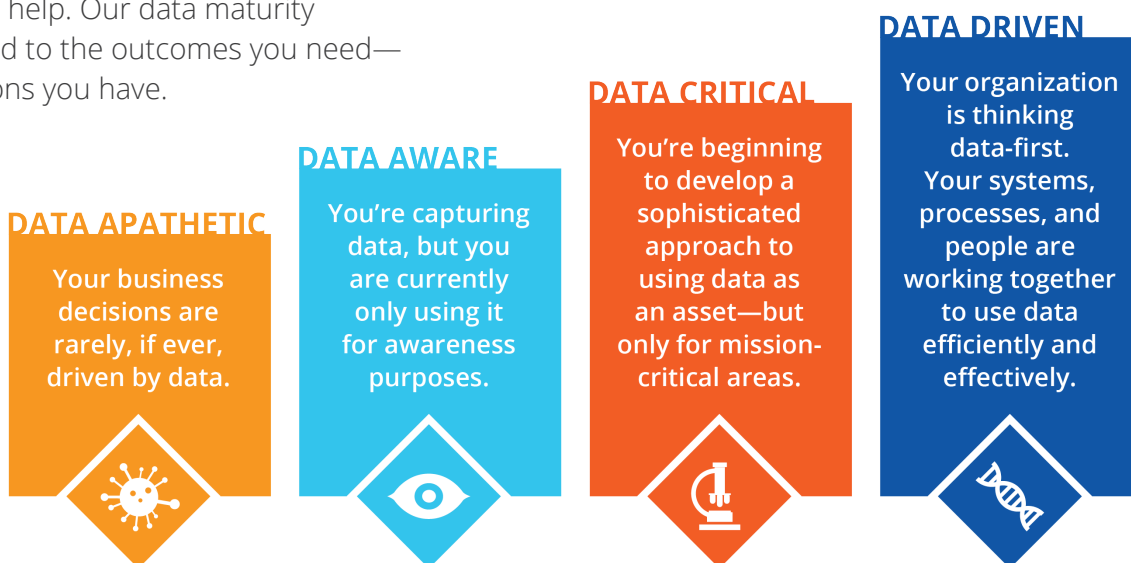 help. Our data maturity
d to the outcomes you need—
ons you have.
DATA APATHETIC
Your business
decisions are
rarely, if ever,
driven by data.
DATA AWARE
You’re capturing
data, but you
are currently
only using it
for awareness
purposes.
DATA CRITICAL
You’re beginning
to develop a
sophisticated
approach to
using data as
an asset—but
only for mission-
critical areas.
DATA DRIVEN
Your organization
is thinking
data-first.
Your systems,
processes, and
people are
working together
to use data
efficiently and
effectively.